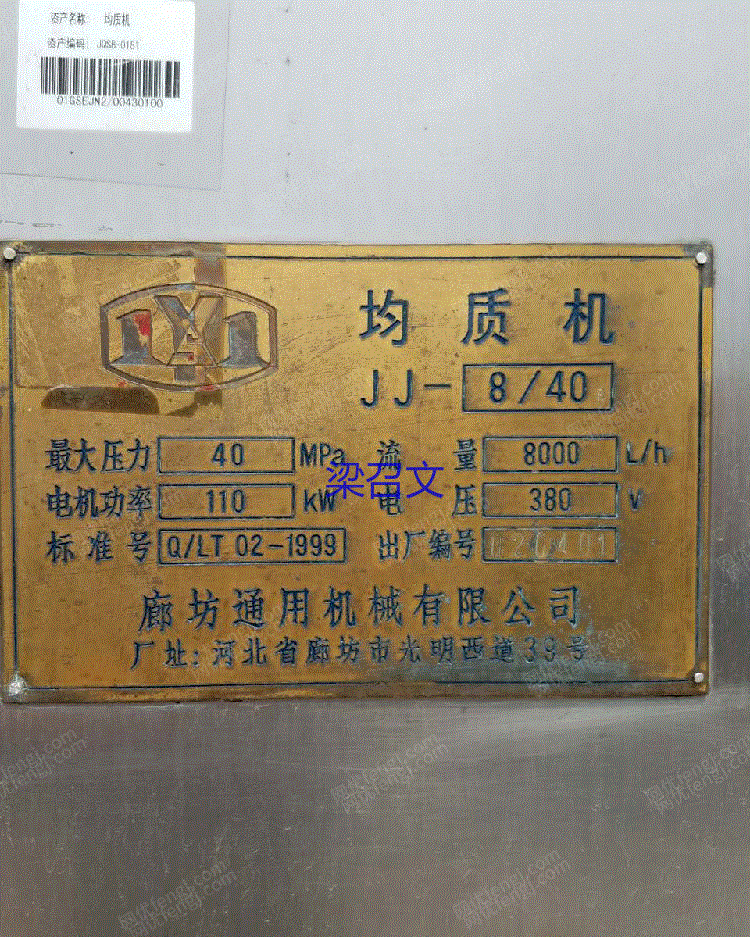 资产名称: 均质机
资产编码: JQSB-0151
01GSEJN2/00430100
均质机
JJ-8/40
最大压力 40 MPa 流量 8000 L/h
电机功率 110 kW 电压 380 V
梁召文
标准号 Q/LT 02-1999 出厂编号
廊坊通用机械有限公司
厂址:河北省廊坊市光明西道39号